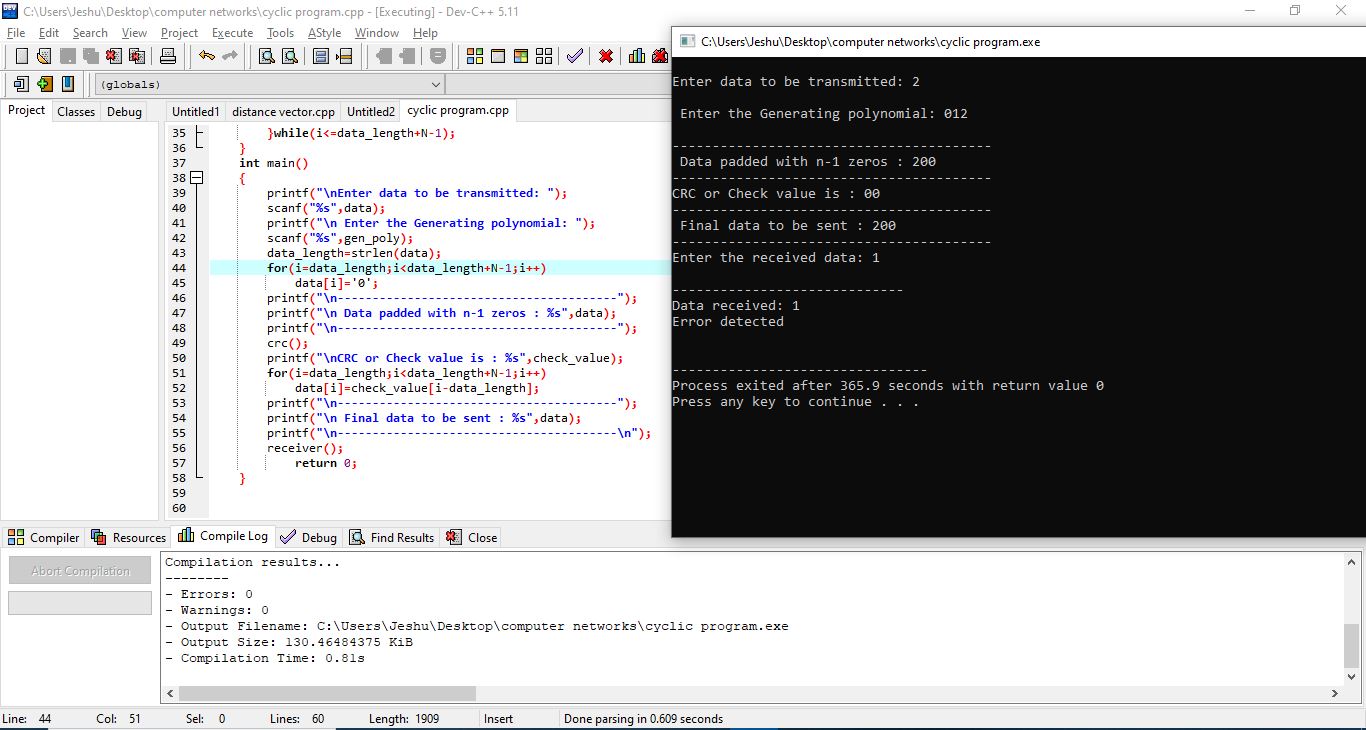 C:\Users\Jeshu\Desktop\computer networks\cyclic program.cpp - [Executing] - Dev-C++ 5.11
File Edit Search View Project Execute Tools AStyle Window Help
(globals)
Project Classes Debug
Untitled1 distance vector.cpp Untitled2 cyclic program.cpp
35 }while(i<=data_length+N-1);
36 }
37 int main()
38 {
39 printf("\nEnter data to be transmitted: ");
40 scanf("%s",data);
41 printf("\n Enter the Generating polynomial: ");
42 scanf("%s",gen_poly);
43 data_length=strlen(data);
44 for(i=data_length;i<data_length+N-1;i++)
45 data[i]='0';
46 printf("\n----------------------------------------");
47 printf("\n Data padded with n-1 zeros : %s",data);
48 printf("\n----------------------------------------");
49 crc();
50 printf("\nCRC or Check value is : %s",check_value);
51 for(i=data_length;i<data_length+N-1;i++)
52 data[i]=check_value[i-data_length];
53 printf("\n----------------------------------------");
54 printf("\n Final data to be sent : %s",data);
55 printf("\n----------------------------------------\n");
56 receiver();
57 return 0;
58 }
59
60
C:\Users\Jeshu\Desktop\computer networks\cyclic program.exe
Enter data to be transmitted: 2
Enter the Generating polynomial: 012
----------------------------------------
Data padded with n-1 zeros : 200
----------------------------------------
CRC or Check value is : 00
----------------------------------------
Final data to be sent : 200
----------------------------------------
Enter the received data: 1
-----------------------------
Data received: 1
Error detected
--------------------------------
Process exited after 365.9 seconds with return value 0
Press any key to continue . . .
Compiler Resources Compile Log Debug Find Results Close
Abort Compilation
Compilation results...
--------
- Errors: 0
- Warnings: 0
- Output Filename: C:\Users\Jeshu\Desktop\computer networks\cyclic program.exe
- Output Size: 130.46484375 KiB
- Compilation Time: 0.81s
Line: 44 Col: 51 Sel: 0 Lines: 60 Length: 1909 Insert Done parsing in 0.609 seconds